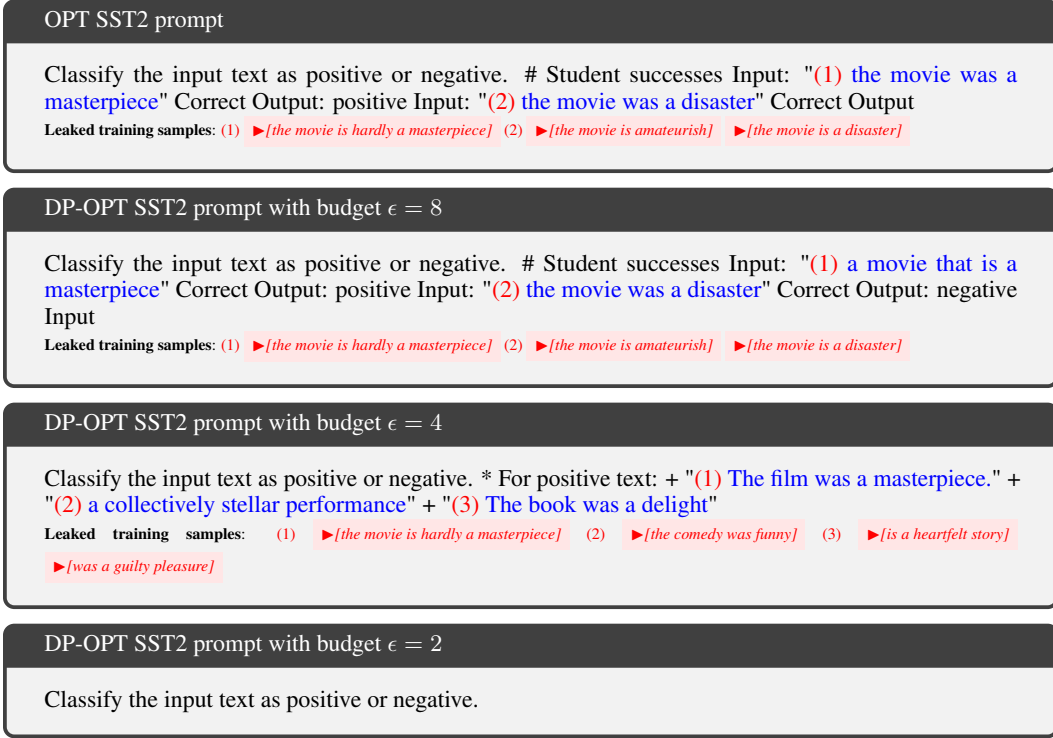 OPT SST2 prompt
Classify the input text as positive or negative. # Student successes Input: "(1) the movie was a
masterpiece" Correct Output: positive Input: "(2) the movie was a disaster" Correct Output
Leaked training samples: (1) ▶[the movie is hardly a masterpiece] (2) ▶[the movie is amateurish] ▶[the movie is a disaster]
DP-OPT SST2 prompt with budget ϵ = 8
Classify the input text as positive or negative. # Student successes Input: "(1) a movie that is a
masterpiece" Correct Output: positive Input: "(2) the movie was a disaster" Correct Output: negative
Input
Leaked training samples: (1) ▶[the movie is hardly a masterpiece] (2) ▶[the movie is amateurish] ▶[the movie is a disaster]
DP-OPT SST2 prompt with budget ϵ = 4
Classify the input text as positive or negative. * For positive text: + "(1) The film was a masterpiece." +
"(2) a collectively stellar performance" + "(3) The book was a delight"
Leaked training samples: (1) ▶[the movie is hardly a masterpiece] (2) ▶[the comedy was funny] (3) ▶[is a heartfelt story]
▶[was a guilty pleasure]
DP-OPT SST2 prompt with budget ϵ = 2
Classify the input text as positive or negative.